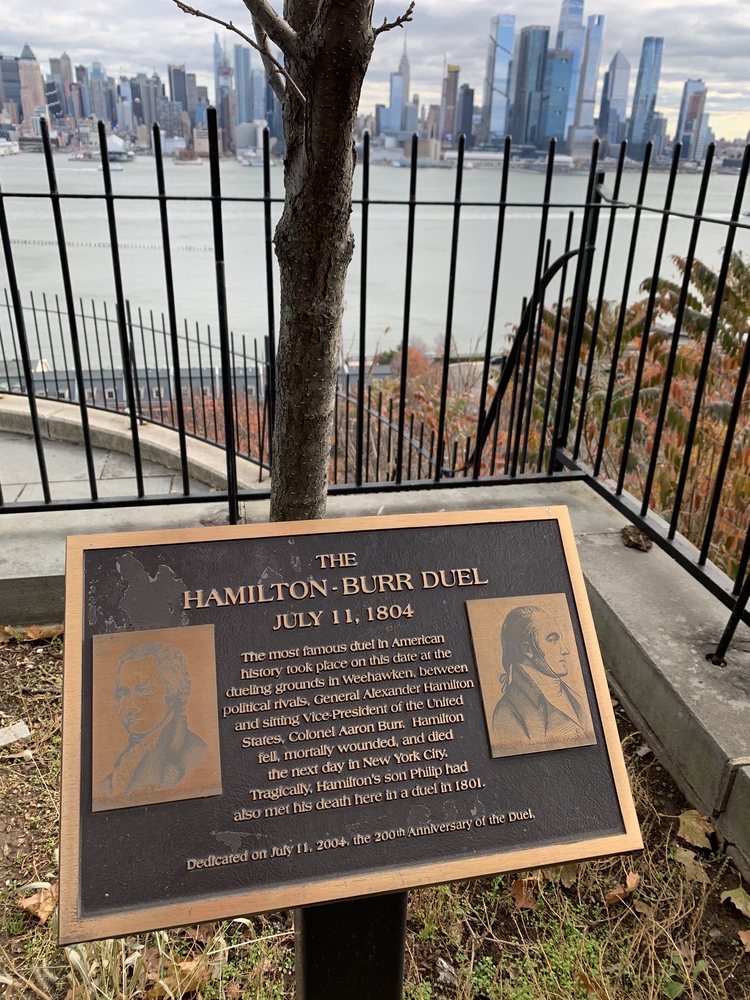 THE
HAMILTON-BURR DUEL
JULY 11, 1804
The most famous duel in American
history took place on this date at the
dueling grounds in Weehawken, between
political rivals, General Alexander Hamilton
and sitting Vice-President of the United
States, Colonel Aaron Burr. Hamilton
fell, mortally wounded, and died
the next day in New York City.
Tragically, Hamilton's son Philip had
also met his death here in a duel in 1801.
Dedicated on July 11, 2004, the 200th Anniversary of the Duel.